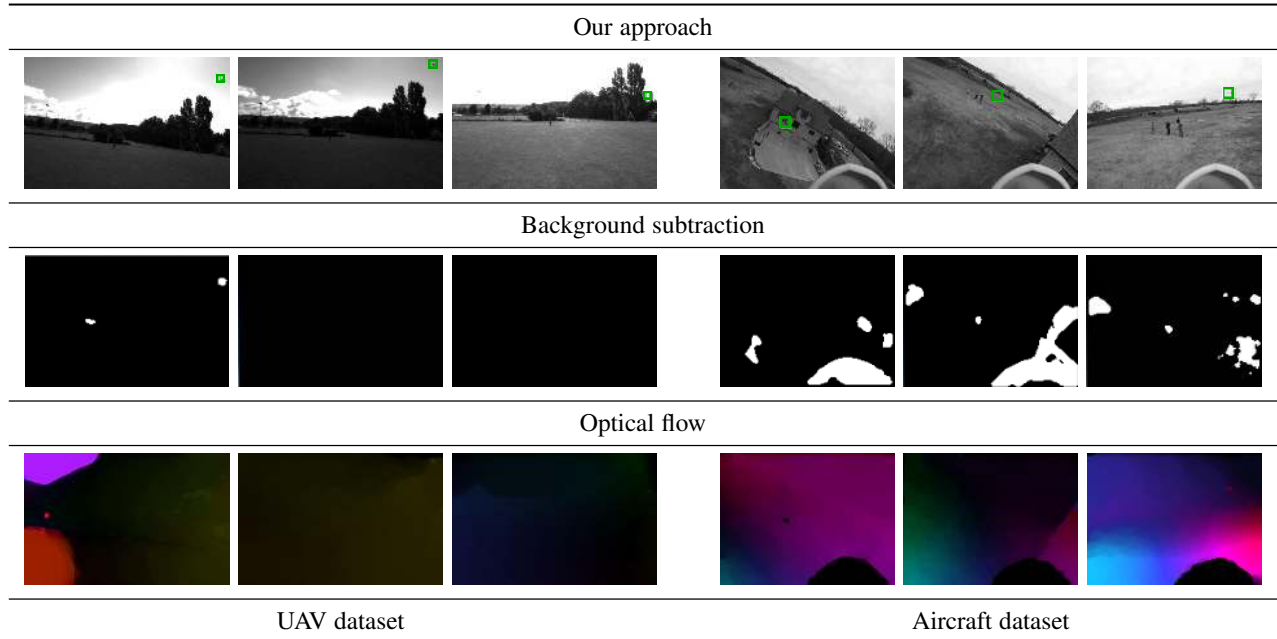 Our approach
Background subtraction
Optical flow
UAV dataset
Aircraft dataset